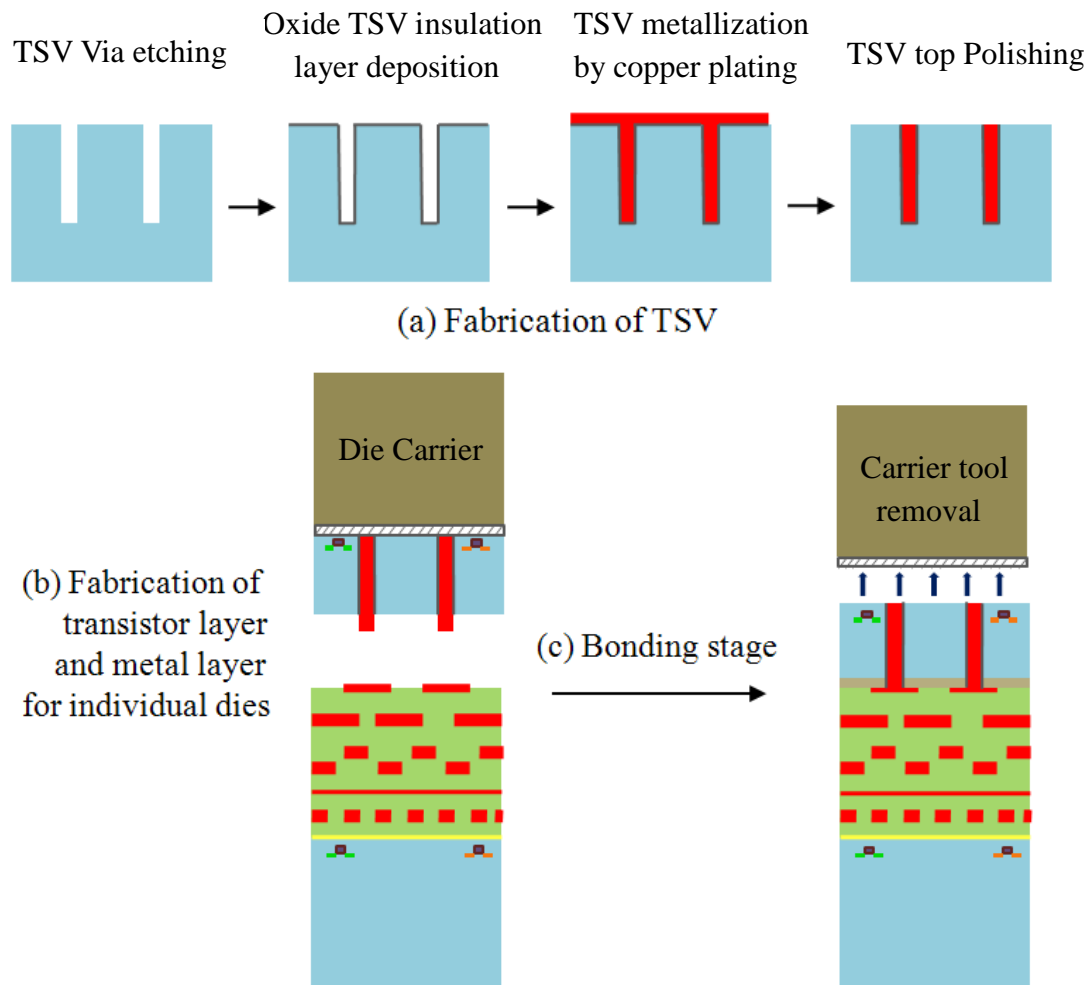 TSV Via etching
Oxide TSV insulation
layer deposition
TSV metallization
by copper plating
TSV top Polishing
(a) Fabrication of TSV
Die Carrier
Carrier tool
removal
(b) Fabrication of
transistor layer
and metal layer
for individual dies
(c) Bonding stage